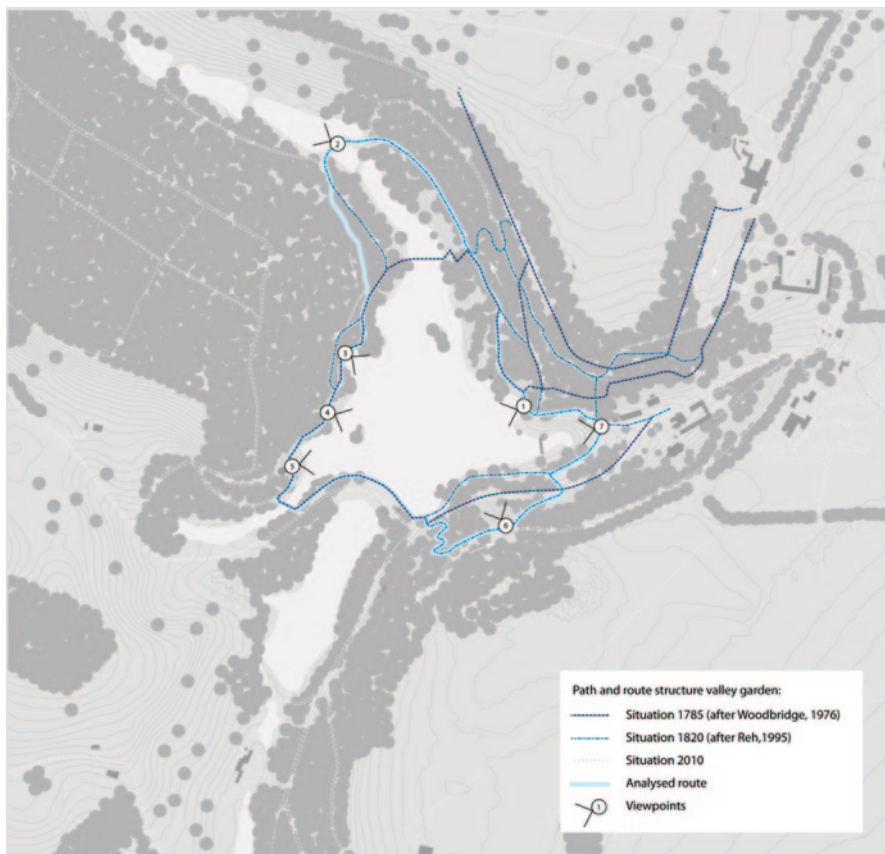 2
3
1
4
7
5
6
Path and route structure valley garden:
Situation 1785 (after Woodbridge, 1976)
Situation 1820 (after Reh,1995)
Situation 2010
Analysed route
1 Viewpoints